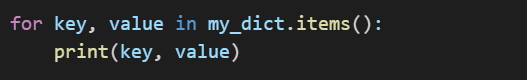 for key, value in my_dict.items():
    print(key, value)